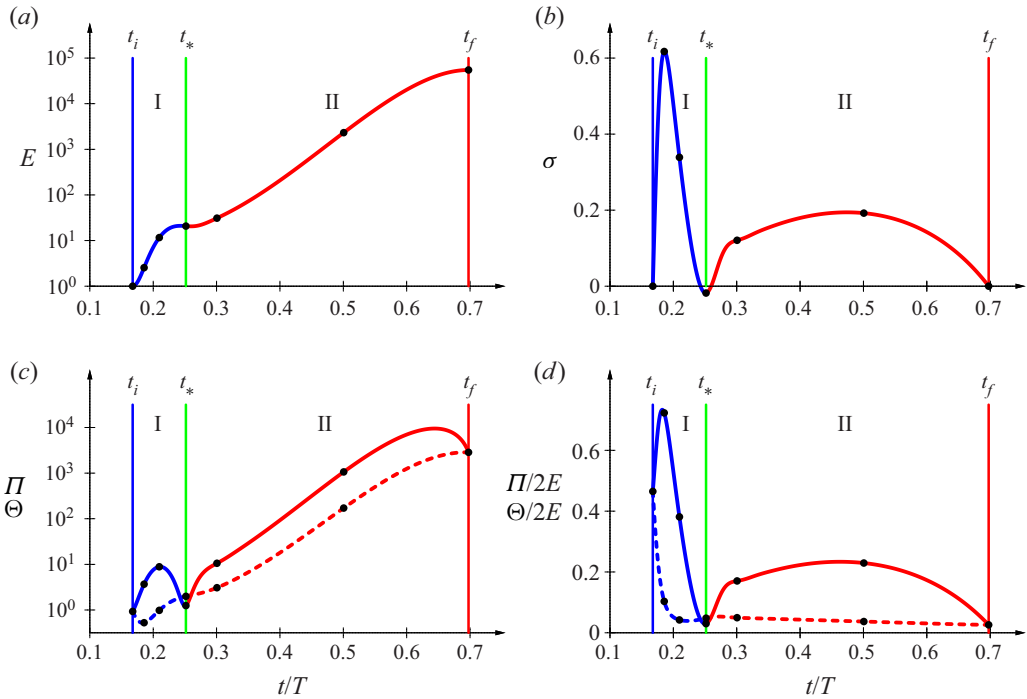 (a)
t_i
t_*
t_f
10^5
I
II
10^4
E
10^3
10^2
10^1
10^0
0.1
0.2
0.3
0.4
0.5
0.6
0.7
(b)
t_i
t_*
t_f
0.6
I
II
0.4
σ
0.2
0
0.1
0.2
0.3
0.4
0.5
0.6
0.7
(c)
t_i
t_*
t_f
I
II
10^4
10^3
Π
Θ
10^2
10^1
10^0
0.1
0.2
0.3
0.4
0.5
0.6
0.7
t/T
(d)
t_i
t_*
t_f
I
II
0.6
Π/2E
Θ/2E
0.4
0.2
0
0.1
0.2
0.3
0.4
0.5
0.6
0.7
t/T